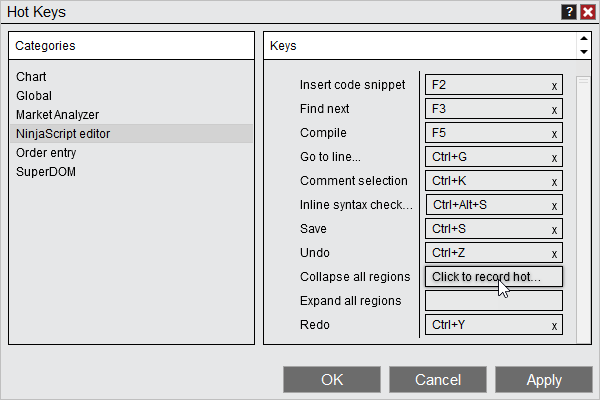 Hot Keys
?
Categories
Chart
Global
Market Analyzer
NinjaScript editor
Order entry
SuperDOM
Keys
Insert code snippet F2 x
Find next F3 x
Compile F5 x
Go to line... Ctrl+G x
Comment selection Ctrl+K x
Inline syntax check... Ctrl+Alt+S x
Save Ctrl+S x
Undo Ctrl+Z x
Collapse all regions Click to record hot...
Expand all regions
Redo Ctrl+Y x
OK Cancel Apply